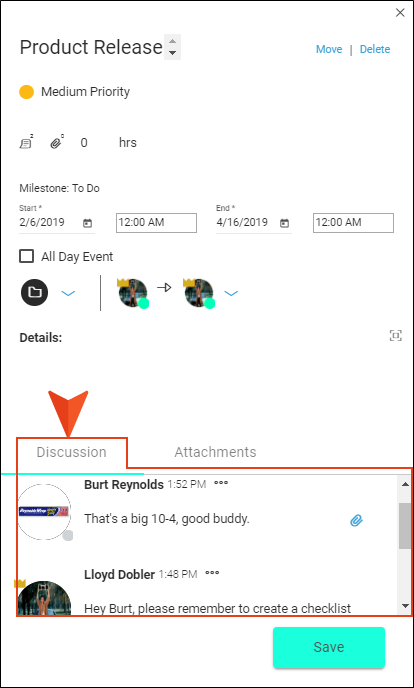 Product Release
Move | Delete
Medium Priority
2
0 hrs
Milestone: To Do
Start *
End *
2/6/2019
12:00 AM
4/16/2019
12:00 AM
All Day Event
Details:
Discussion
Attachments
Burt Reynolds 1:52 PM
That's a big 10-4, good buddy.
Lloyd Dobler 1:48 PM
Hey Burt, please remember to create a checklist
Save